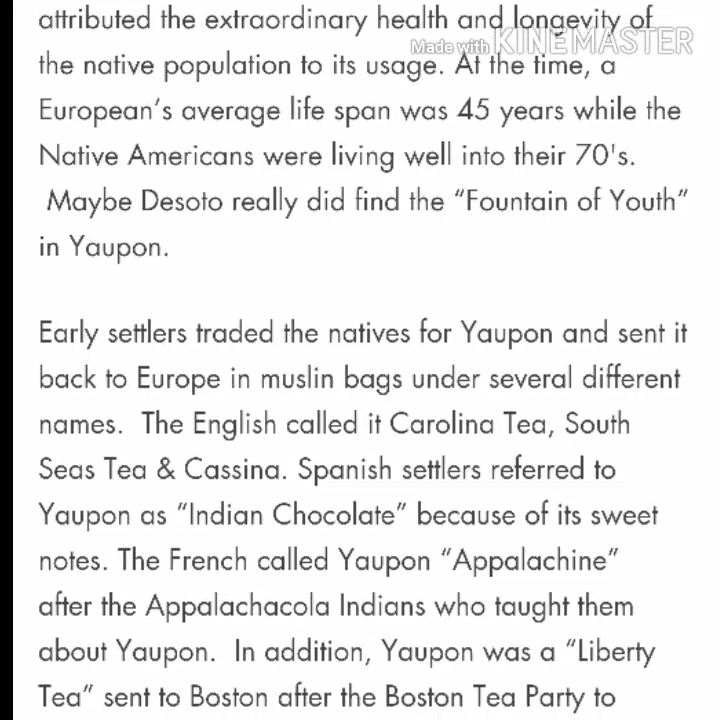 attributed the extraordinary health and longevity of
Made with KINEMASTER
the native population to its usage. At the time, a
European's average life span was 45 years while the
Native Americans were living well into their 70's.
Maybe Desoto really did find the “Fountain of Youth”
in Yaupon.
Early settlers traded the natives for Yaupon and sent it
back to Europe in muslin bags under several different
names. The English called it Carolina Tea, South
Seas Tea & Cassina. Spanish settlers referred to
Yaupon as “Indian Chocolate” because of its sweet
notes. The French called Yaupon “Appalachine”
after the Appalachacola Indians who taught them
about Yaupon. In addition, Yaupon was a “Liberty
Tea” sent to Boston after the Boston Tea Party to